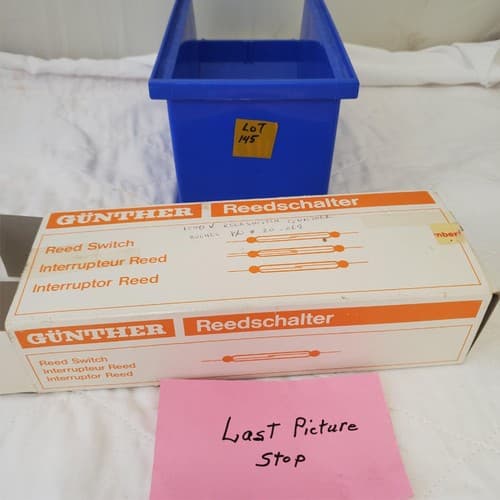 LOT
145
GÜNTHER Reedschalter
Reed Switch
Interrupteur Reed
Interruptor Reed
GÜNTHER Reedschalter
Reed Switch
Interrupteur Reed
Interruptor Reed
Last Picture
Stop